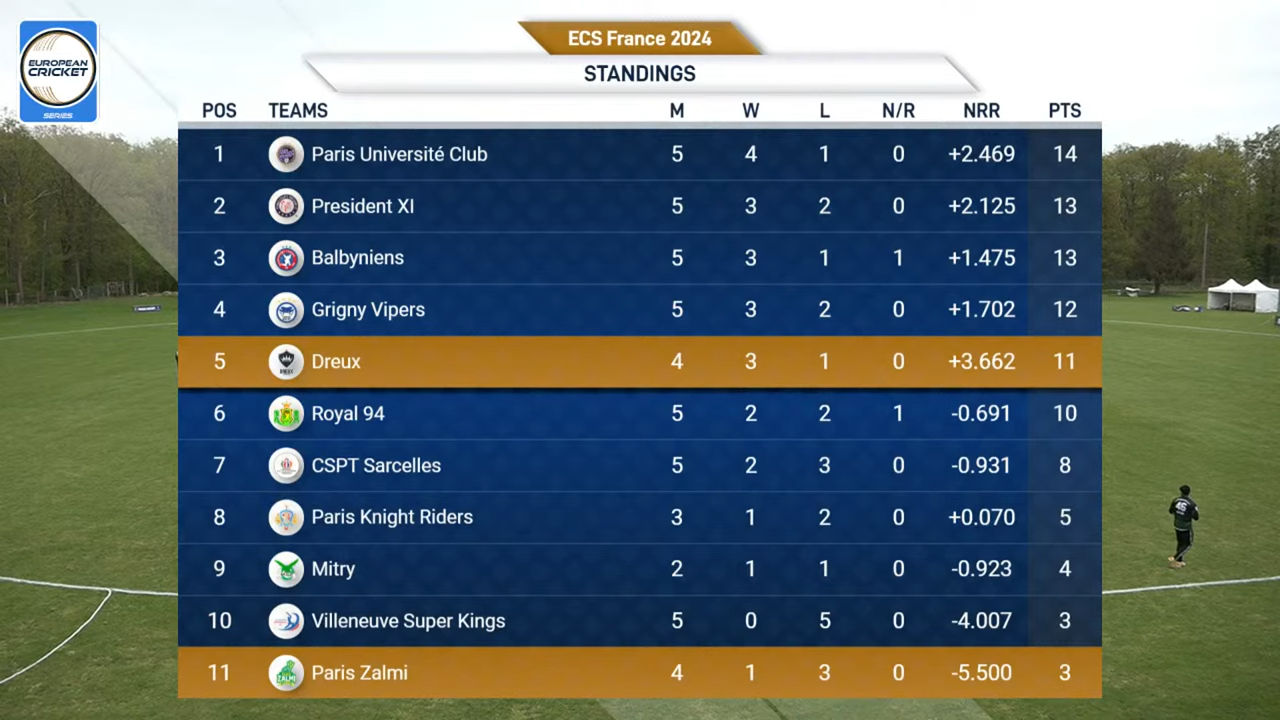 ECS France 2024
EUROPEAN
CRICKET
SERIES
STANDINGS
POS TEAMS M W L N/R NRR PTS
1 Paris Université Club 5 4 1 0 +2.469 14
2 President XI 5 3 2 0 +2.125 13
3 Balbyniens 5 3 1 1 +1.475 13
4 Grigny Vipers 5 3 2 0 +1.702 12
5 Dreux 4 3 1 0 +3.662 11
6 Royal 94 5 2 2 1 -0.691 10
7 CSPT Sarcelles 5 2 3 0 -0.931 8
8 Paris Knight Riders 3 1 2 0 +0.070 5
9 Mitry 2 1 1 0 -0.923 4
10 Villeneuve Super Kings 5 0 5 0 -4.007 3
11 Paris Zalmi 4 1 3 0 -5.500 3
ZALMI
46